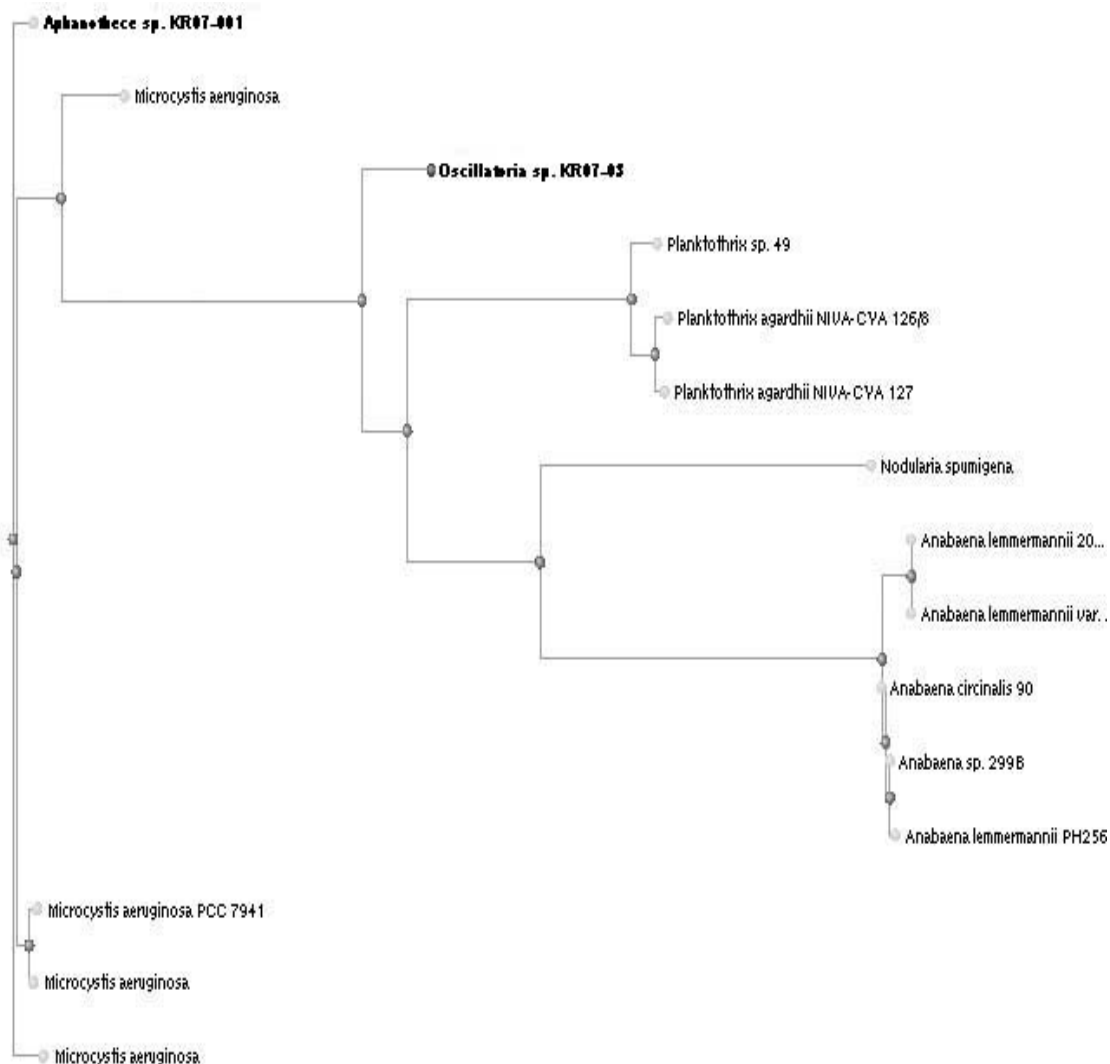 Aphanothece sp. KR07-001
Microcystis aeruginosa
Oscillatoria sp. KR07-03
Planktothrix sp. 49
Planktothrix agardhii NIVA-CYA 126/8
Planktothrix agardhii NIVA-CYA 127
Nodularia spumigena
Anabaena lemmermannii 20...
Anabaena lemmermannii var...
Anabaena circinalis 90
Anabaena sp. 299B
Anabaena lemmermannii PH256
Microcystis aeruginosa PCC 7941
Microcystis aeruginosa
Microcystis aeruginosa